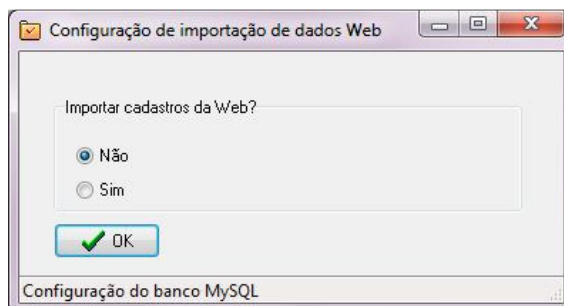 Configuração de importação de dados Web
Importar cadastros da Web?
Não
Sim
OK
Configuração do banco MySQL